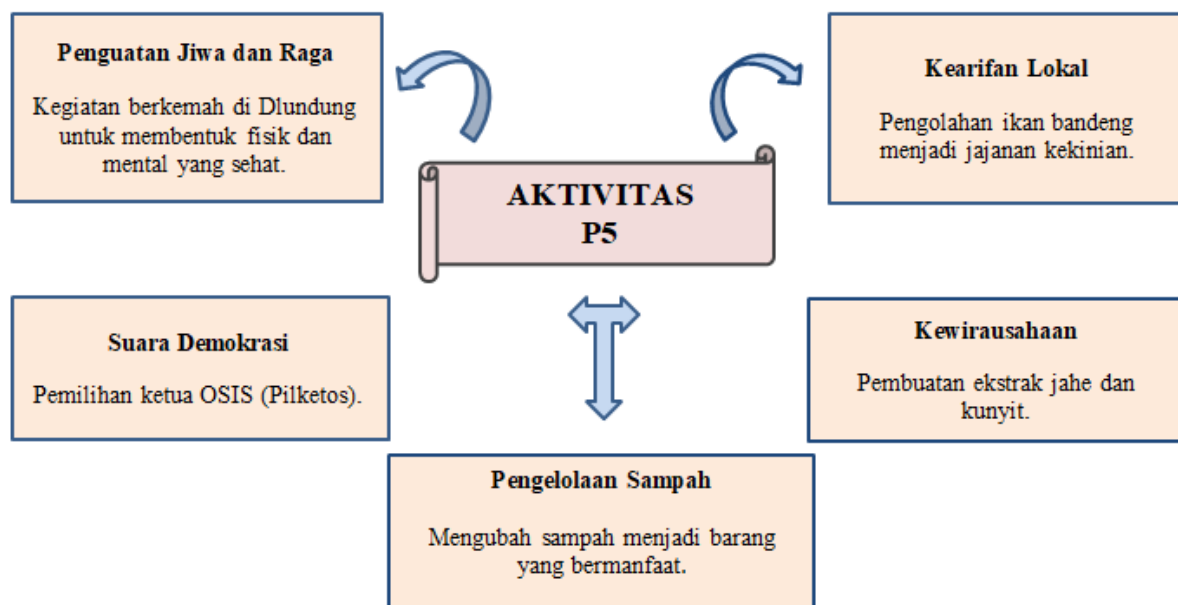 Penguatan Jiwa dan Raga
Kegiatan berkemah di Dlundung
untuk membentuk fisik dan
mental yang sehat.
Kearifan Lokal
Pengolahan ikan bandeng
menjadi jajanan kekinian.
AKTIVITAS
P5
Suara Demokrasi
Pemilihan ketua OSIS (Pilketos).
Kewirausahaan
Pembuatan ekstrak jahe dan
kunyit.
Pengelolaan Sampah
Mengubah sampah menjadi barang
yang bermanfaat.